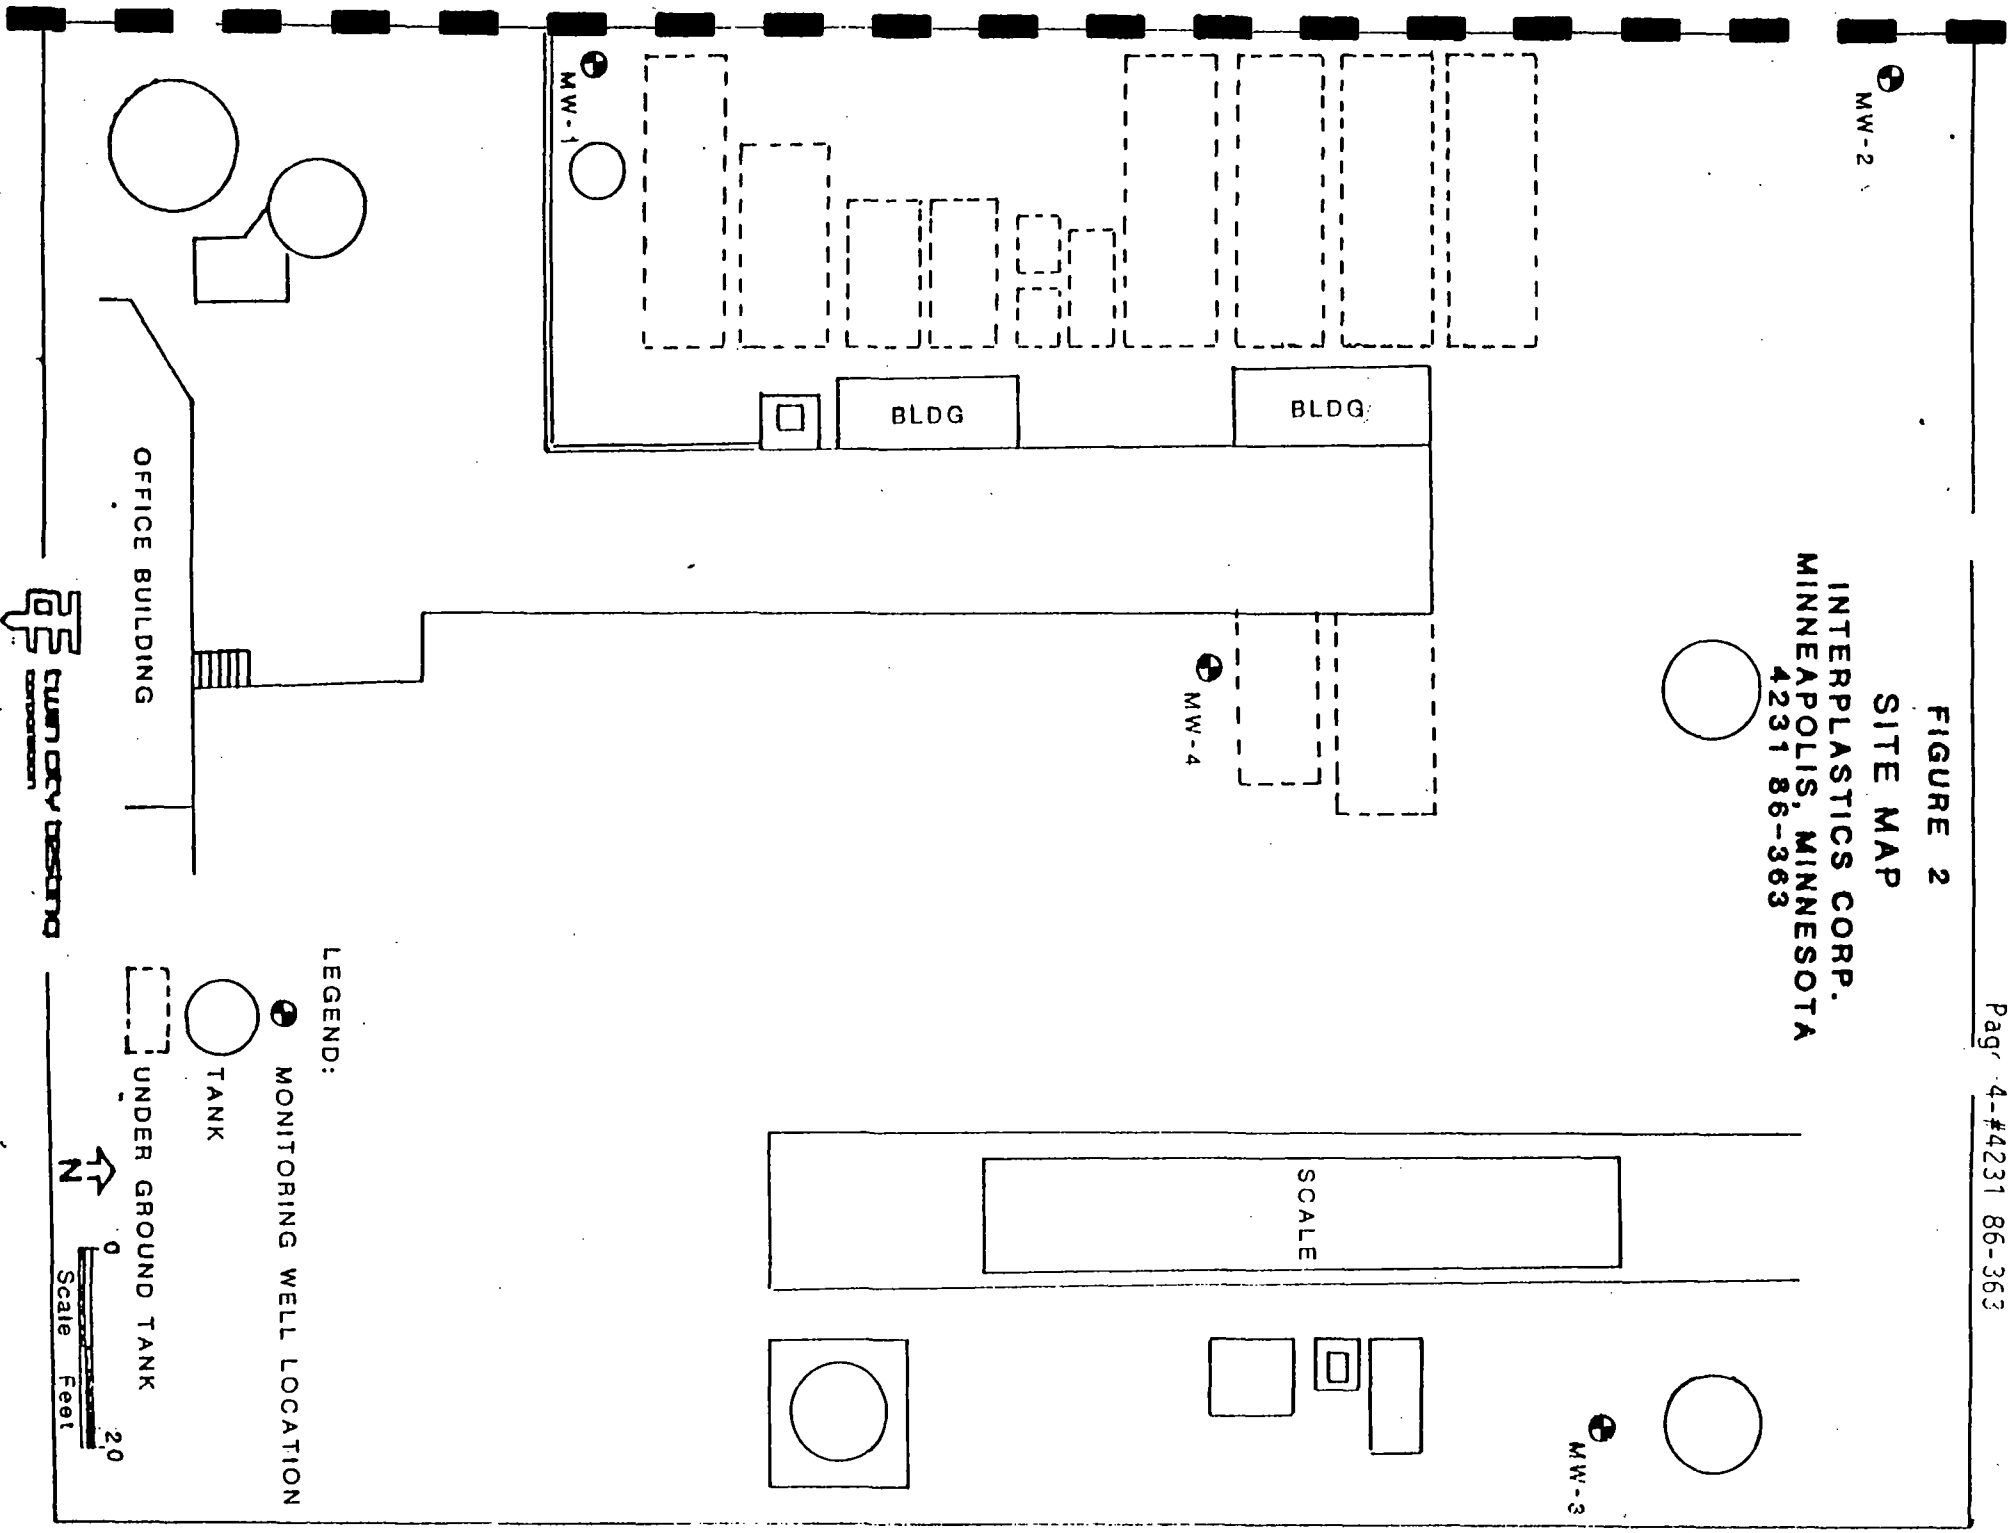 Pag 4-#4231 86-363
FIGURE 2
SITE MAP
INTERPLASTICS CORP.
MINNEAPOLIS, MINNESOTA
4231 86-363
MW-2
MW-1
MW-4
MW-3
BLDG
BLDG
SCALE
OFFICE BUILDING
LEGEND:
MONITORING WELL LOCATION
TANK
UNDER GROUND TANK
N
0 20
Scale Feet
twin city testing
corporation